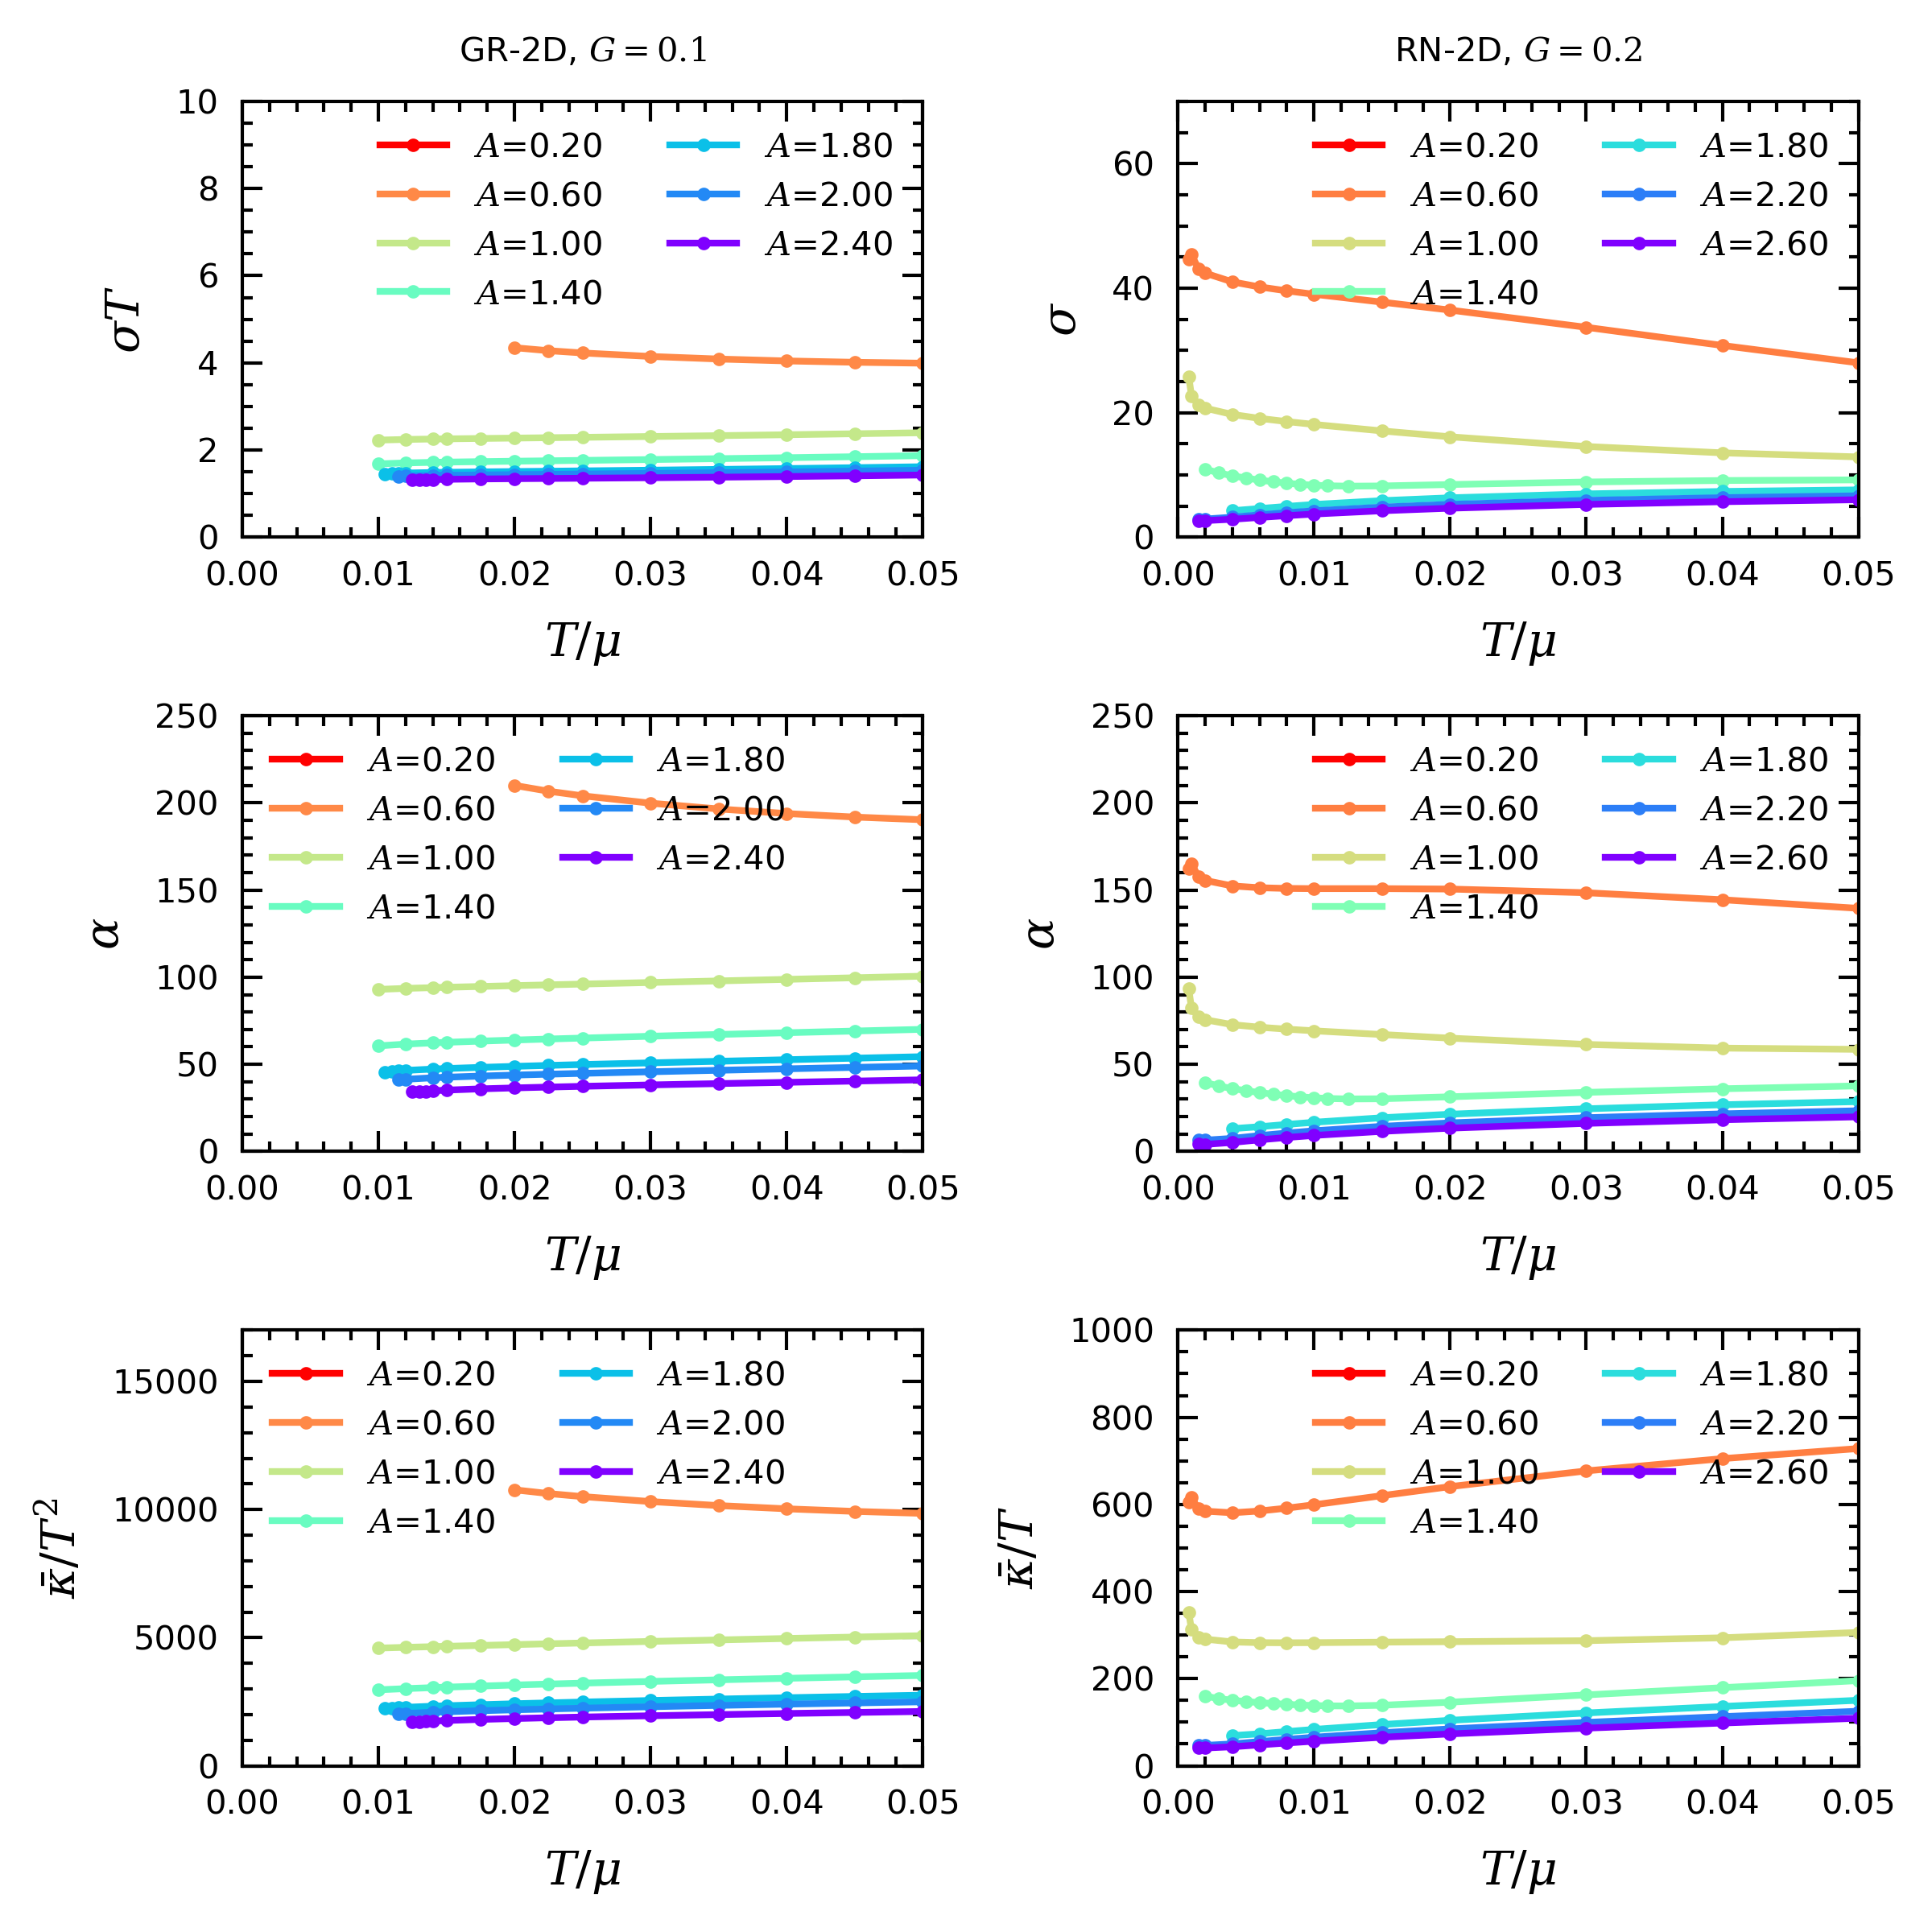 GR-2D, G = 0.1
RN-2D, G = 0.2
σT
10
8
6
4
2
0
0.00 0.01 0.02 0.03 0.04 0.05
T/μ
A=0.20
A=0.60
A=1.00
A=1.40
A=1.80
A=2.00
A=2.40
σ
60
40
20
0
0.00 0.01 0.02 0.03 0.04 0.05
T/μ
A=0.20
A=0.60
A=1.00
A=1.40
A=1.80
A=2.20
A=2.60
α
250
200
150
100
50
0
0.00 0.01 0.02 0.03 0.04 0.05
T/μ
A=0.20
A=0.60
A=1.00
A=1.40
A=1.80
A=2.00
A=2.40
α
250
200
150
100
50
0
0.00 0.01 0.02 0.03 0.04 0.05
T/μ
A=0.20
A=0.60
A=1.00
A=1.40
A=1.80
A=2.20
A=2.60
κ̄/T²
15000
10000
5000
0
0.00 0.01 0.02 0.03 0.04 0.05
T/μ
A=0.20
A=0.60
A=1.00
A=1.40
A=1.80
A=2.00
A=2.40
κ̄/T
1000
800
600
400
200
0
0.00 0.01 0.02 0.03 0.04 0.05
T/μ
A=0.20
A=0.60
A=1.00
A=1.40
A=1.80
A=2.20
A=2.60